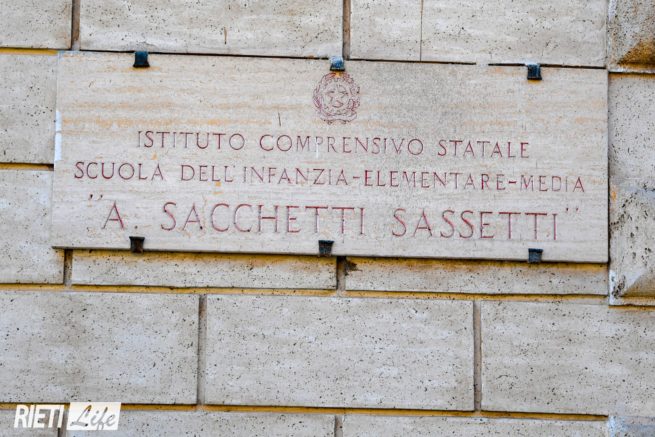 ISTITUTO COMPRENSIVO STATALE
SCUOLA DELL'INFANZIA-ELEMENTARE-MEDIA
"A. SACCHETTI SASSETTI"
RIETI Life